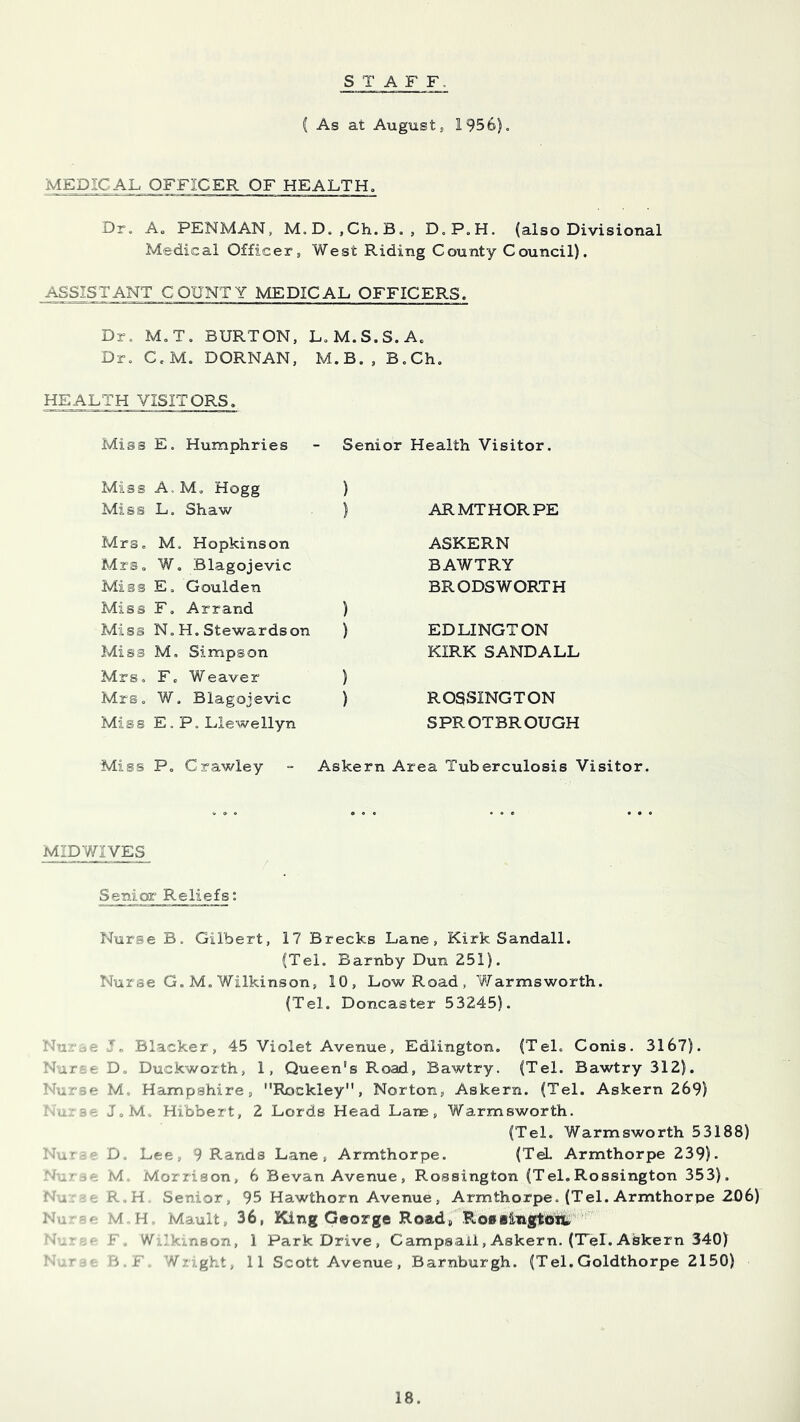 STAFF.
( As at August, 1956).
MEDICAL OFFICER OF HEALTH.
Dr. A. PENMAN, M.D.,Ch.B., D.P.H. (also Divisional
Medical Officer, West Riding County Council).
ASSISTANT COUNTY MEDICAL OFFICERS.
Dr. M.T. BURTON, L.M.S.S.A.
Dr. C.M. DORNAN, M.B., B.Ch.
HEALTH VISITORS.
Miss E. Humphries - Senior Health Visitor.
Miss A.M. Hogg )
Miss L. Shaw ) ARMTHORPE
Mrs. M. Hopkinson ASKERN
Mrs. W. Blagojevic BAWTRY
Miss E. Goulden BRODSWORTH
Miss F. Arrand )
Miss N.H.Stewardson ) EDLINGTON
Miss M. Simpson KIRK SANDALL
Mrs. F. Weaver )
Mrs. W. Blagojevic ) ROSSINGTON
Miss E.P. Llewellyn SPROTBROUGH
Miss P. Crawley - Askern Area Tuberculosis Visitor.
... ... ... ...
MIDWIVES
Senior Reliefs:
Nurse B. Gilbert, 17 Brecks Lane, Kirk Sandall.
(Tel. Barnby Dun 251).
Nurse G.M.Wilkinson, 10, Low Road, Warmsworth.
(Tel. Doncaster 53245).
Nurse J. Blacker, 45 Violet Avenue, Edlington. (Tel. Conis. 3167).
Nurse D. Duckworth, 1, Queen's Road, Bawtry. (Tel. Bawtry 312).
Nurse M. Hampshire, "Rockley", Norton, Askern. (Tel. Askern 269)
Nurse J.M. Hibbert, 2 Lords Head Lane, Warmsworth.
(Tel. Warmsworth 53188)
Nurse D. Lee, 9 Rands Lane, Armthorpe. (Tel. Armthorpe 239).
Nurse M. Morrison, 6 Bevan Avenue, Rossington (Tel.Rossington 353).
Nurse R.H. Senior, 95 Hawthorn Avenue, Armthorpe. (Tel. Armthorpe 206)
Nurse M.H. Mault, 36, King George Road, Rossington.
Nurse F. Wilkinson, 1 Park Drive, Campsall,Askern. (Tel. Askern 340)
Nurse B.F. Wright, 11 Scott Avenue, Barnburgh. (Tel.Goldthorpe 2150)
18.